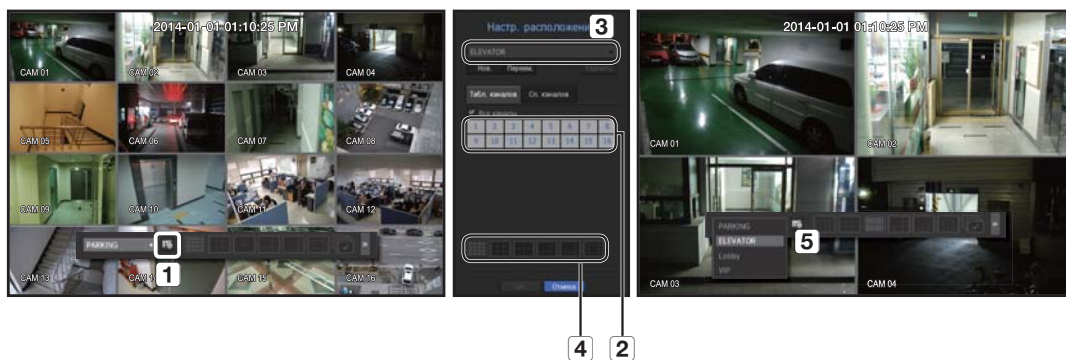 2014-01-01 01:10:25 PM
CAM 01
CAM 02
CAM 03
CAM 04
CAM 05
CAM 06
CAM 07
CAM 08
CAM 09
CAM 10
CAM 11
CAM 12
PARKING
CAM 13
CAM 15
CAM 16
1
Настр. расположени
3
ELEVATOR
Нов. Переим.
Табл. каналов Сп. каналов
Все каналы
1 2 3 4 5 6 7 8
9 10 11 12 13 14 15 16
OK Отмена
4 2
2014-01-01 01:10:25 PM
CAM 01
CAM 02
PARKING
ELEVATOR
Lobby
VIP
5
CAM 03
CAM 04